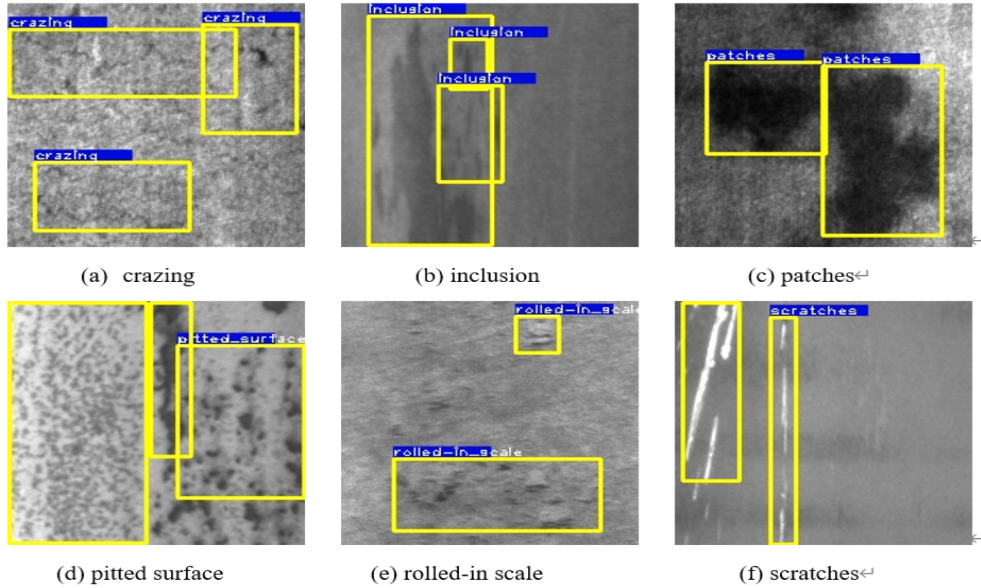 crazing
crazing
crazing
(a) crazing
inclusion
inclusion
inclusion
(b) inclusion
patches
patches
(c) patches↵
pitted_surface
(d) pitted surface
rolled-in_scale
rolled-in_scale
(e) rolled-in scale
scratches
(f) scratches↵